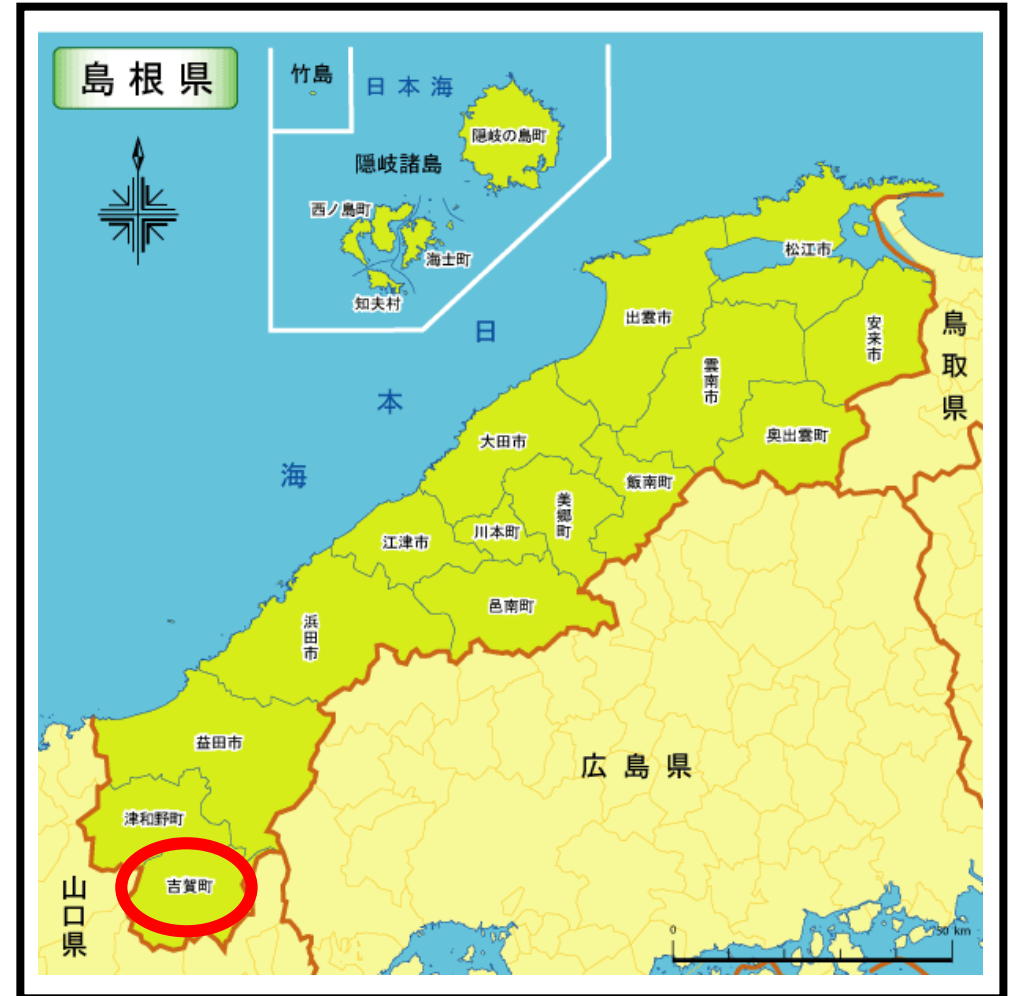 島根県
竹島
日本海
隠岐の島町
隠岐諸島
西ノ島町
海士町
知夫村
松江市
出雲市
安来市
鳥取県
日本海
雲南市
奥出雲町
大田市
飯南町
美郷町
川本町
江津市
邑南町
浜田市
益田市
広島県
津和野町
吉賀町
山口県
0
50 km